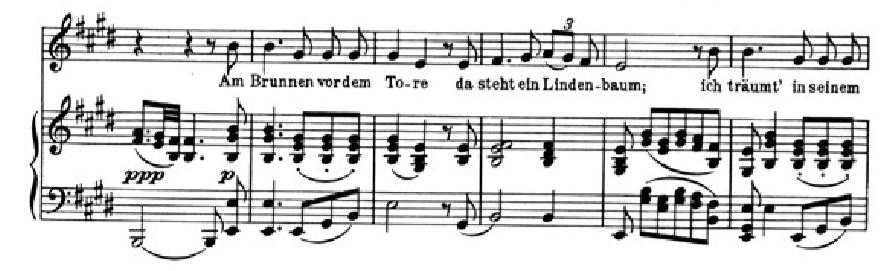 3
Am Brunnen vor dem To-re da steht ein Linden-baum; ich träumt' in seinem
ppp p